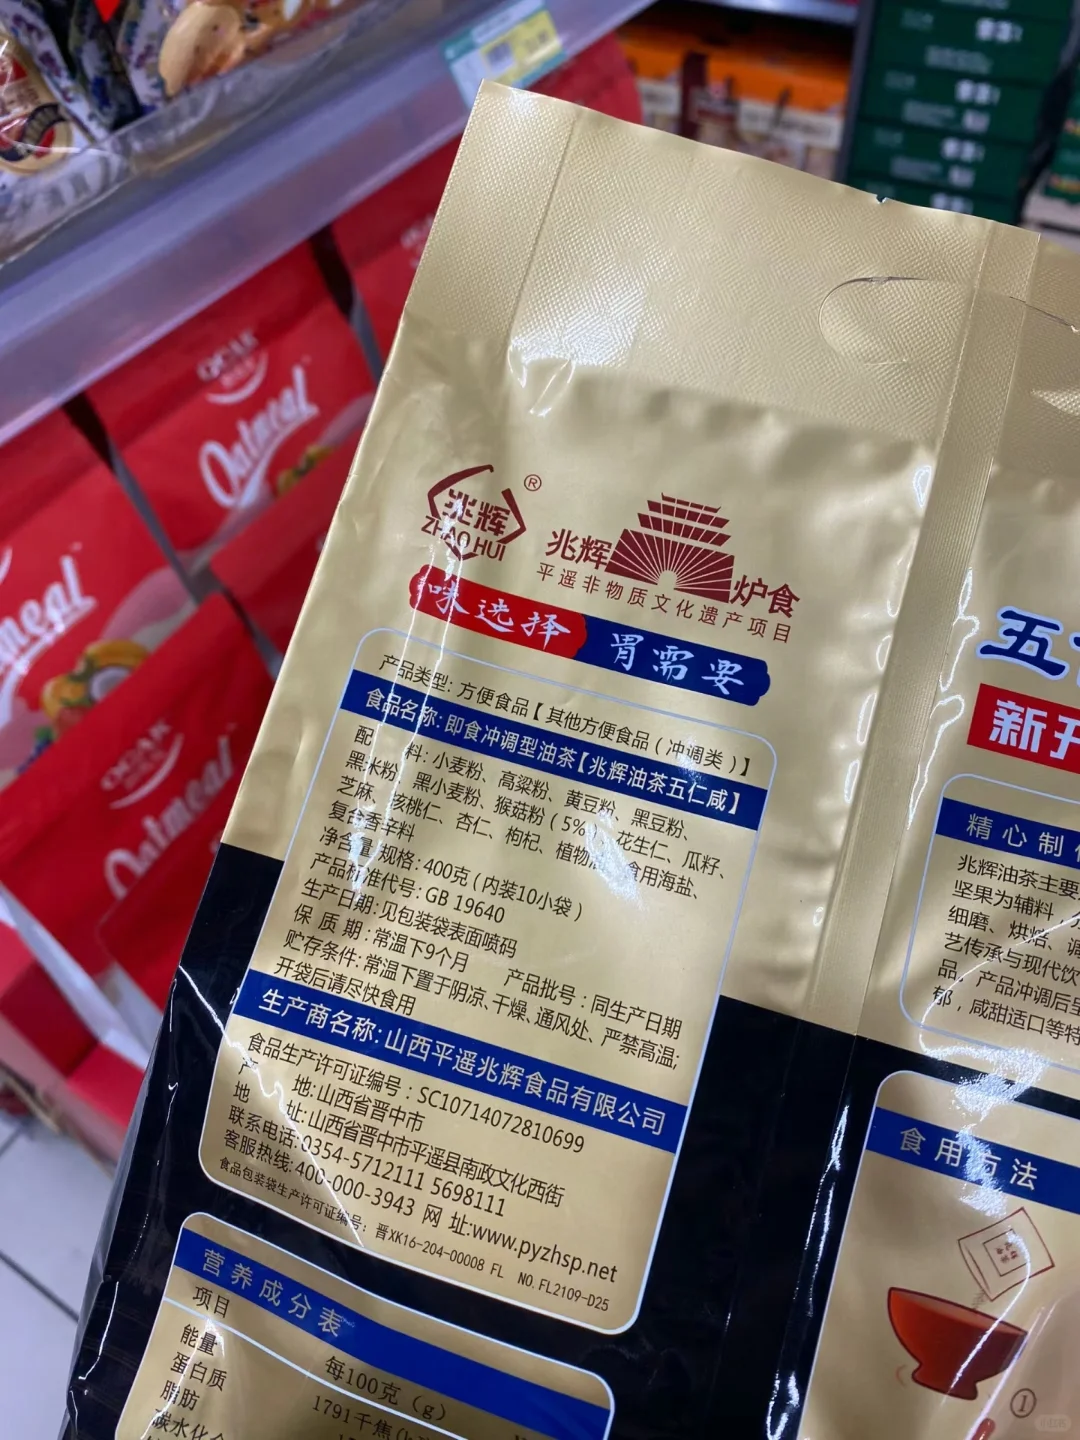 兆辉
ZHAO HUI
®
兆辉
炉食
平遥非物质文化遗产项目
味选择 胃需要
产品类型: 方便食品【其他方便食品（冲调类）】
食品名称: 即食冲调型油茶【兆辉油茶五仁咸】
配 料: 小麦粉、高粱粉、黄豆粉、黑豆粉、
黑米粉、黑小麦粉、猴菇粉（5%）、花生仁、瓜籽、
芝麻、核桃仁、杏仁、枸杞、植物油、食用海盐、
复合香辛料
净含量/规格: 400克（内装10小袋）
产品标准代号: GB 19640
生产日期: 见包装袋表面喷码
保 质 期: 常温下9个月 产品批号: 同生产日期
贮存条件: 常温下置于阴凉、干燥、通风处、严禁高温;
开袋后请尽快食用
生产商名称: 山西平遥兆辉食品有限公司
食品生产许可证编号: SC10714072810699
产 地: 山西省晋中市
地 址: 山西省晋中市平遥县南政文化西街
联系电话: 0354-5712111 5698111
客服热线: 400-000-3943 网 址: www.pyzhsp.net
食品包装袋生产许可证编号: 晋XK16-204-00008 FL NO.FL2109-D25
营养成分表
项目
每100克（g）
能量
1791千焦
蛋白质
脂肪
碳水化合
五
新
精心制作
兆辉油茶主要
坚果为辅料，
细磨、烘焙、调
艺传承与现代饮
品。产品冲调后呈
郁，咸甜适口等特
食用方法
①
OCAK
Oatmeal
OCAK
Oatmeal